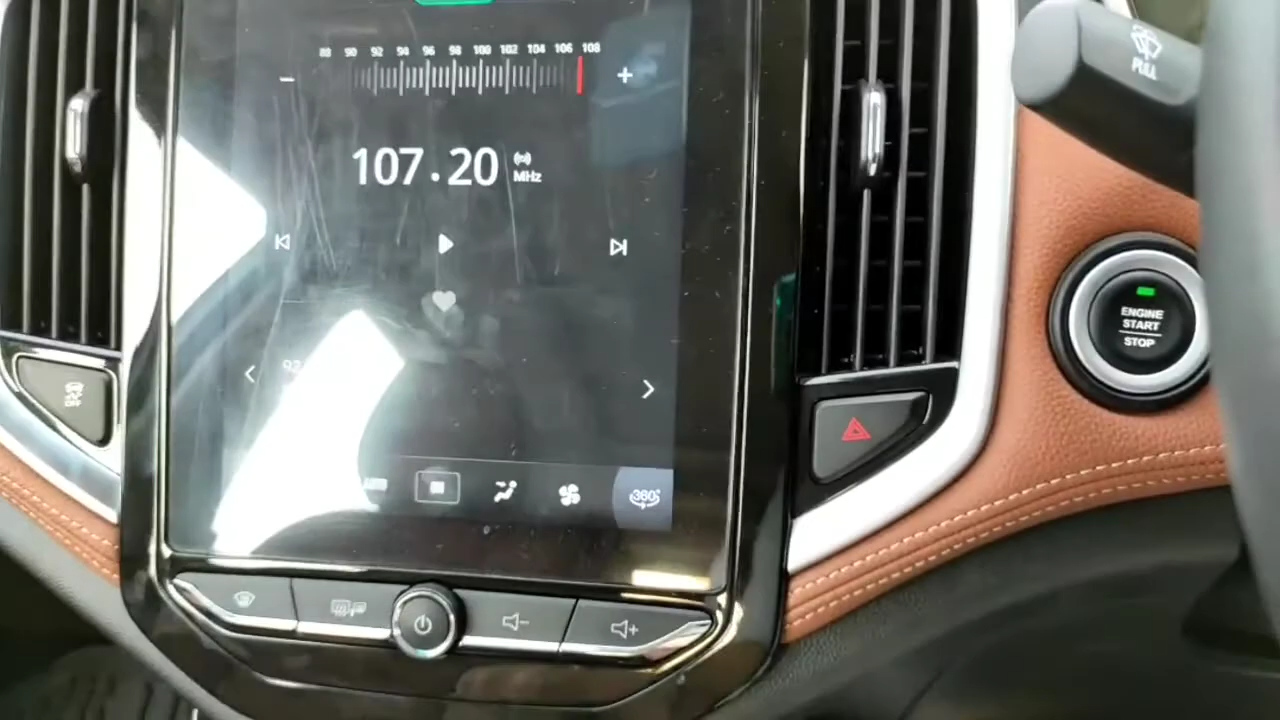 88 90 92 94 96 98 100 102 104 106 108
− +
107.20 MHz
PULL
ENGINE
START
STOP
OFF
360°